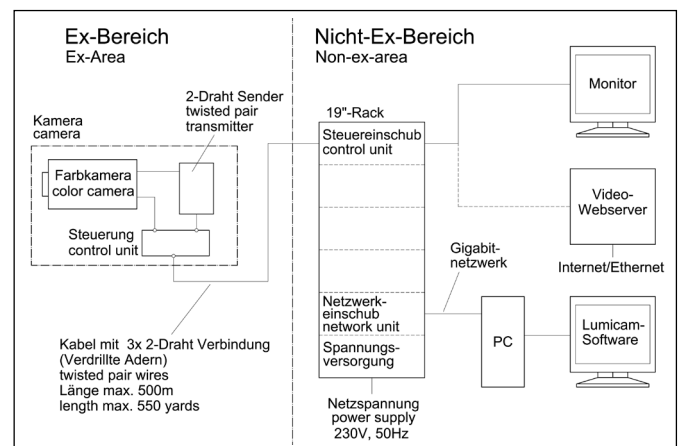 Ex-Bereich
Ex-Area
Nicht-Ex-Bereich
Non-ex-area
2-Draht Sender
twisted pair
transmitter
Kamera
camera
Farbkamera
color camera
Steuerung
control unit
Kabel mit 3x 2-Draht Verbindung
(Verdrillte Adern)
twisted pair wires
Länge max. 500m
length max. 550 yards
19"-Rack
Steuereinschub
control unit
Netzwerk-
einschub
network unit
Spannungs-
versorgung
Netzspannung
power supply
230V, 50Hz
Gigabit-
netzwerk
PC
Monitor
Video-
Webserver
Internet/Ethernet
Lumicam-
Software